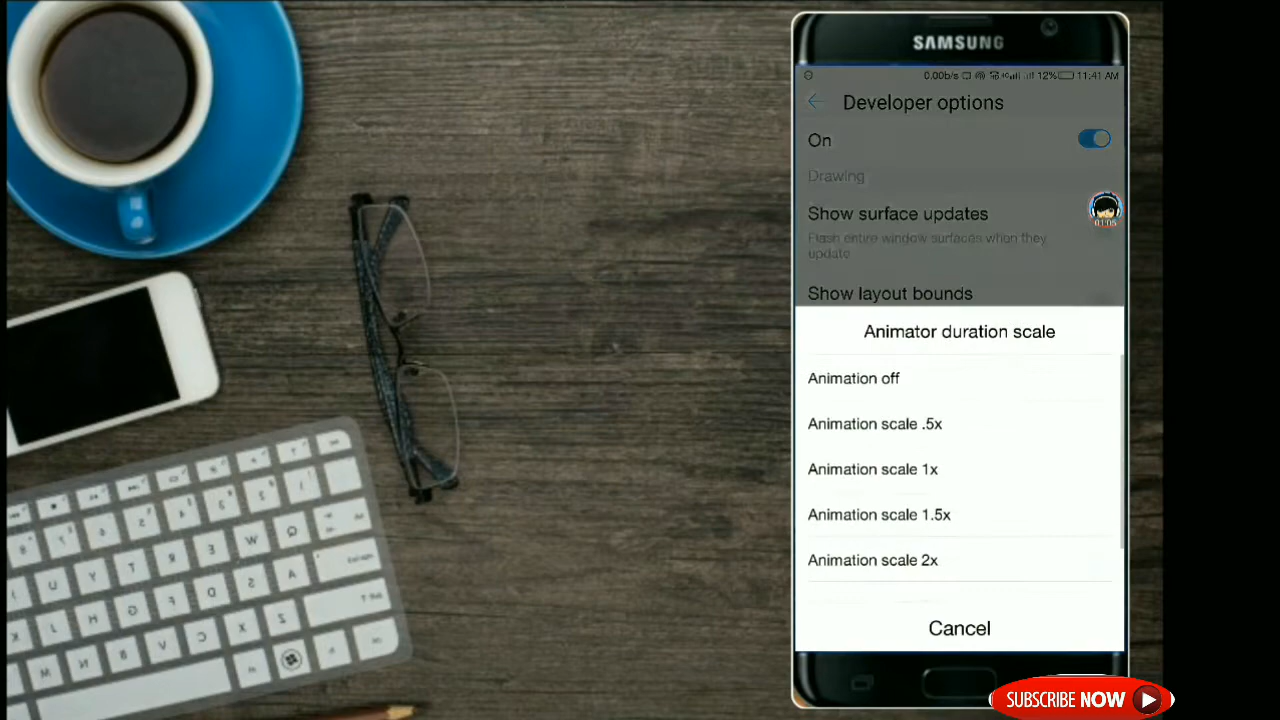 SAMSUNG
0.00b/s 12% 11:41 AM
Developer options
On
Drawing
Show surface updates
Flash entire window surfaces when they
update
Show layout bounds
Animator duration scale
Animation off
Animation scale .5x
Animation scale 1x
Animation scale 1.5x
Animation scale 2x
Cancel
SUBSCRIBE NOW